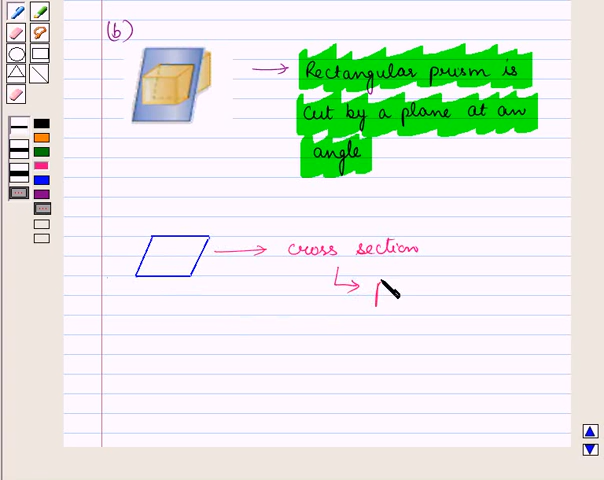 (b)
Rectangular prism is
cut by a plane at an
angle
cross section